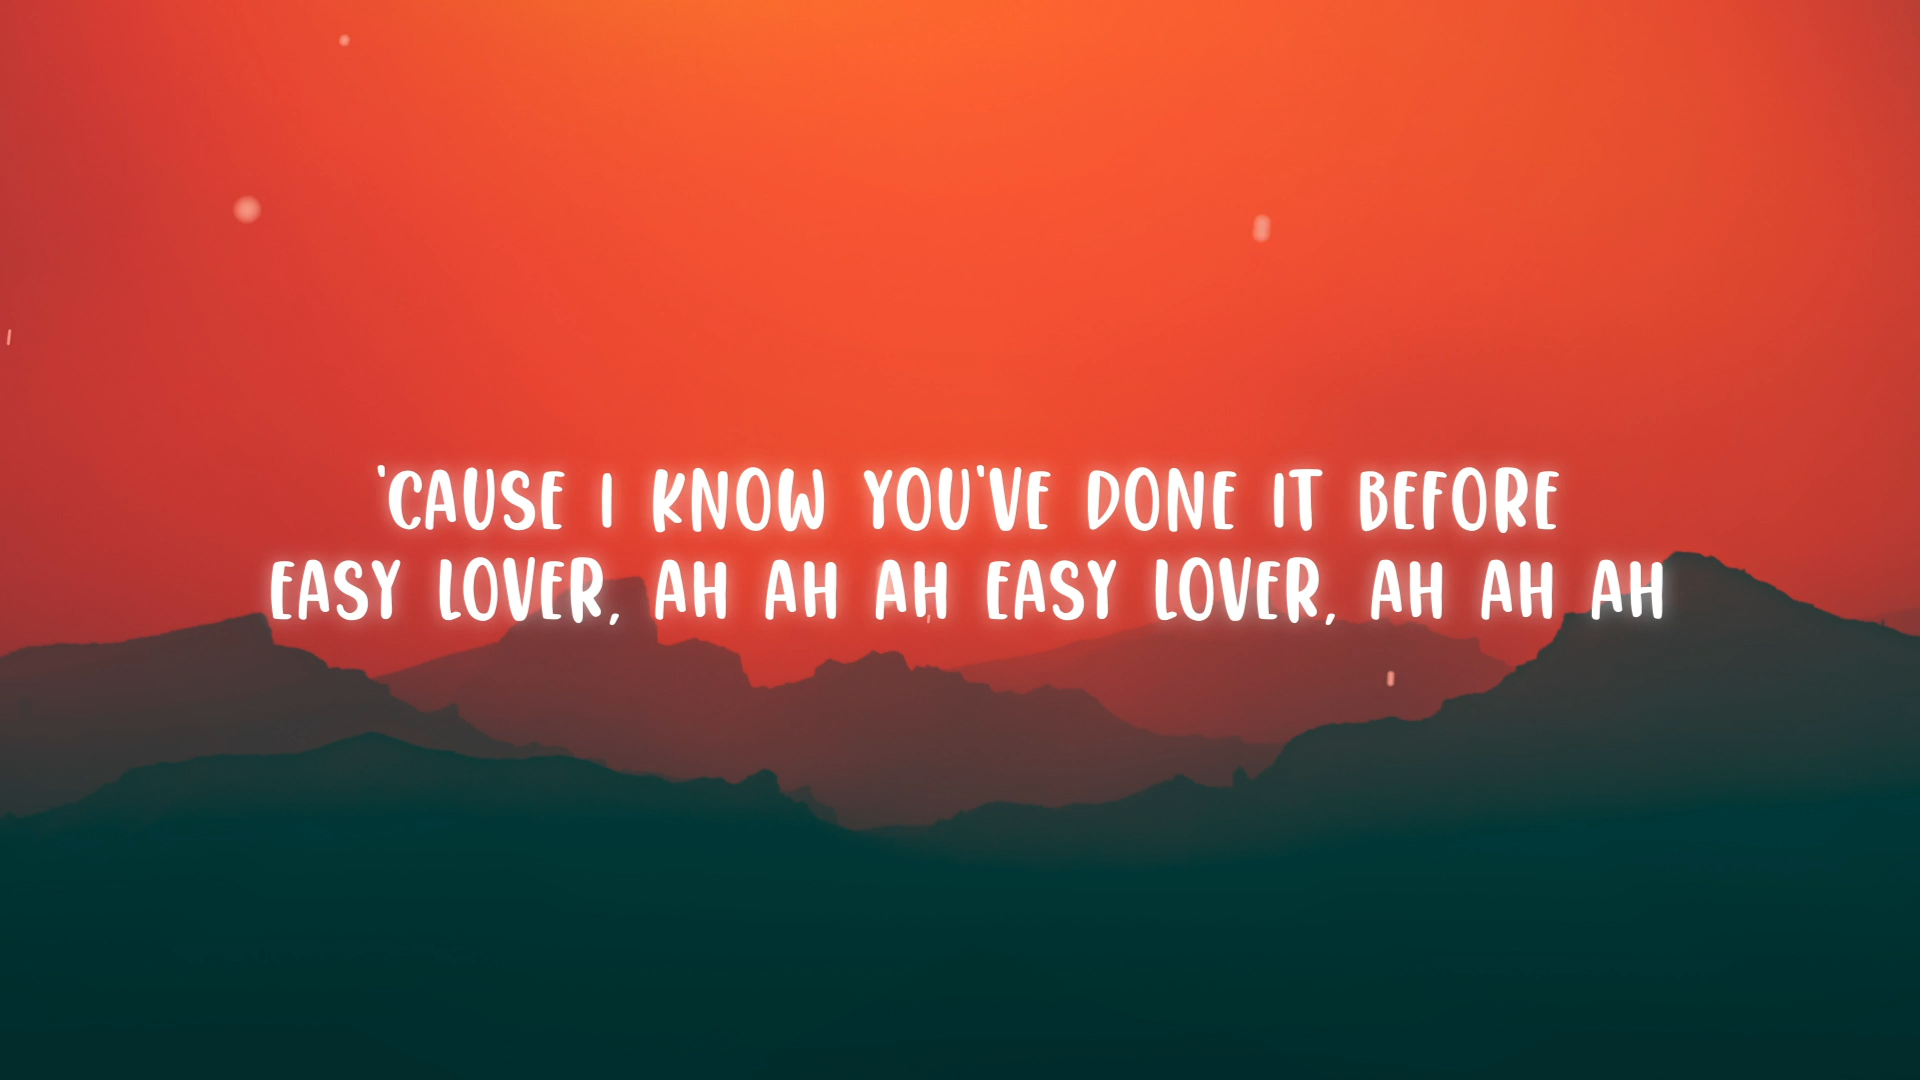 'CAUSE I KNOW YOU'VE DONE IT BEFORE
EASY LOVER, AH AH AH EASY LOVER, AH AH AH